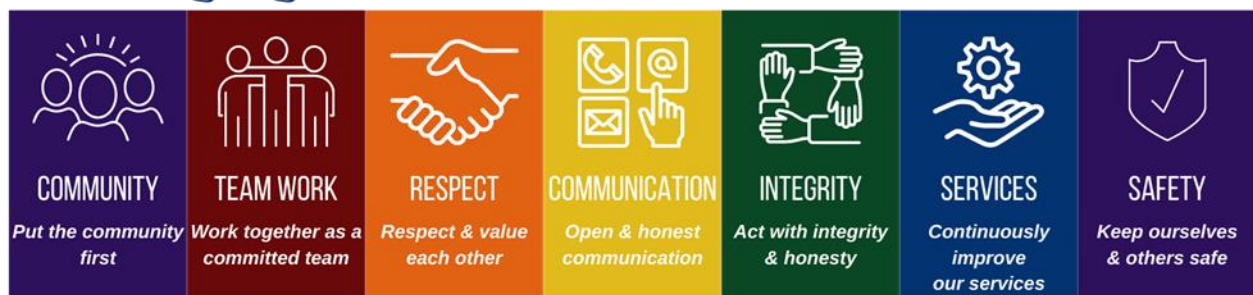 COMMUNITY
Put the community
first
TEAM WORK
Work together as a
committed team
RESPECT
Respect & value
each other
COMMUNICATION
Open & honest
communication
INTEGRITY
Act with integrity
& honesty
SERVICES
Continuously
improve
our services
SAFETY
Keep ourselves
& others safe